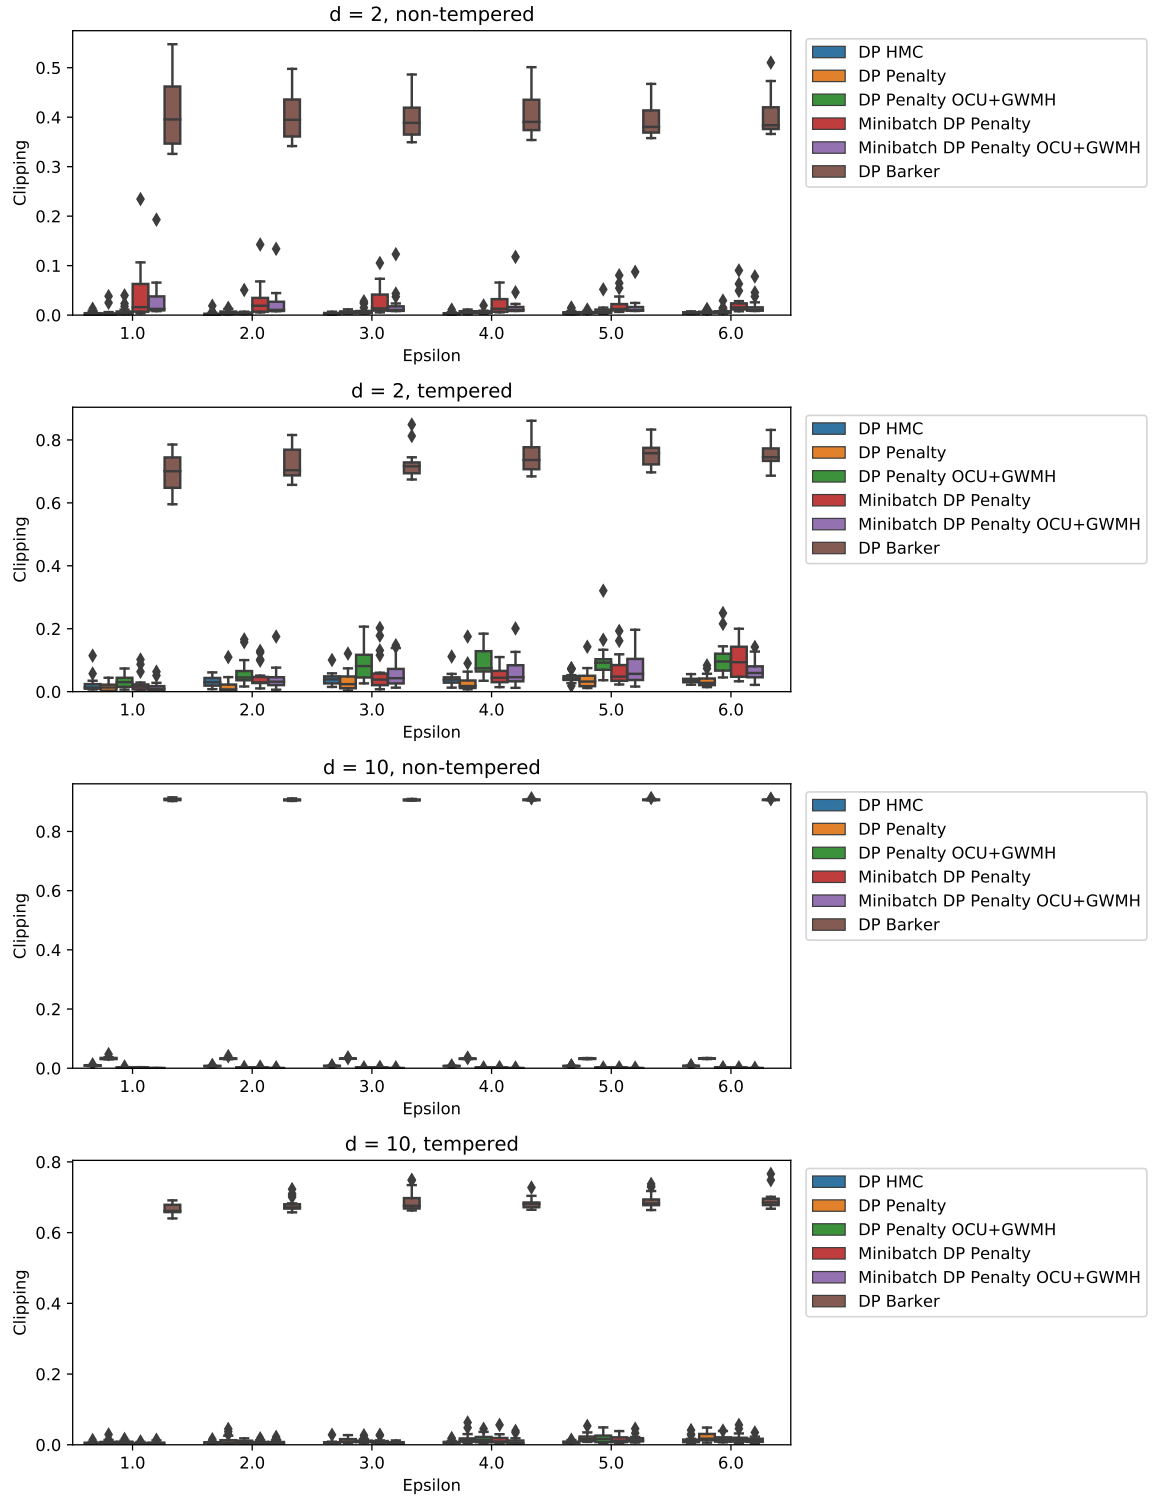 d = 2, non-tempered
0.5
0.4
0.3
0.2
0.1
0.0
Clipping
1.0 2.0 3.0 4.0 5.0 6.0
Epsilon
DP HMC
DP Penalty
DP Penalty OCU+GWMH
Minibatch DP Penalty
Minibatch DP Penalty OCU+GWMH
DP Barker
d = 2, tempered
0.8
0.6
0.4
0.2
0.0
Clipping
1.0 2.0 3.0 4.0 5.0 6.0
Epsilon
DP HMC
DP Penalty
DP Penalty OCU+GWMH
Minibatch DP Penalty
Minibatch DP Penalty OCU+GWMH
DP Barker
d = 10, non-tempered
0.8
0.6
0.4
0.2
0.0
Clipping
1.0 2.0 3.0 4.0 5.0 6.0
Epsilon
DP HMC
DP Penalty
DP Penalty OCU+GWMH
Minibatch DP Penalty
Minibatch DP Penalty OCU+GWMH
DP Barker
d = 10, tempered
0.8
0.6
0.4
0.2
0.0
Clipping
1.0 2.0 3.0 4.0 5.0 6.0
Epsilon
DP HMC
DP Penalty
DP Penalty OCU+GWMH
Minibatch DP Penalty
Minibatch DP Penalty OCU+GWMH
DP Barker